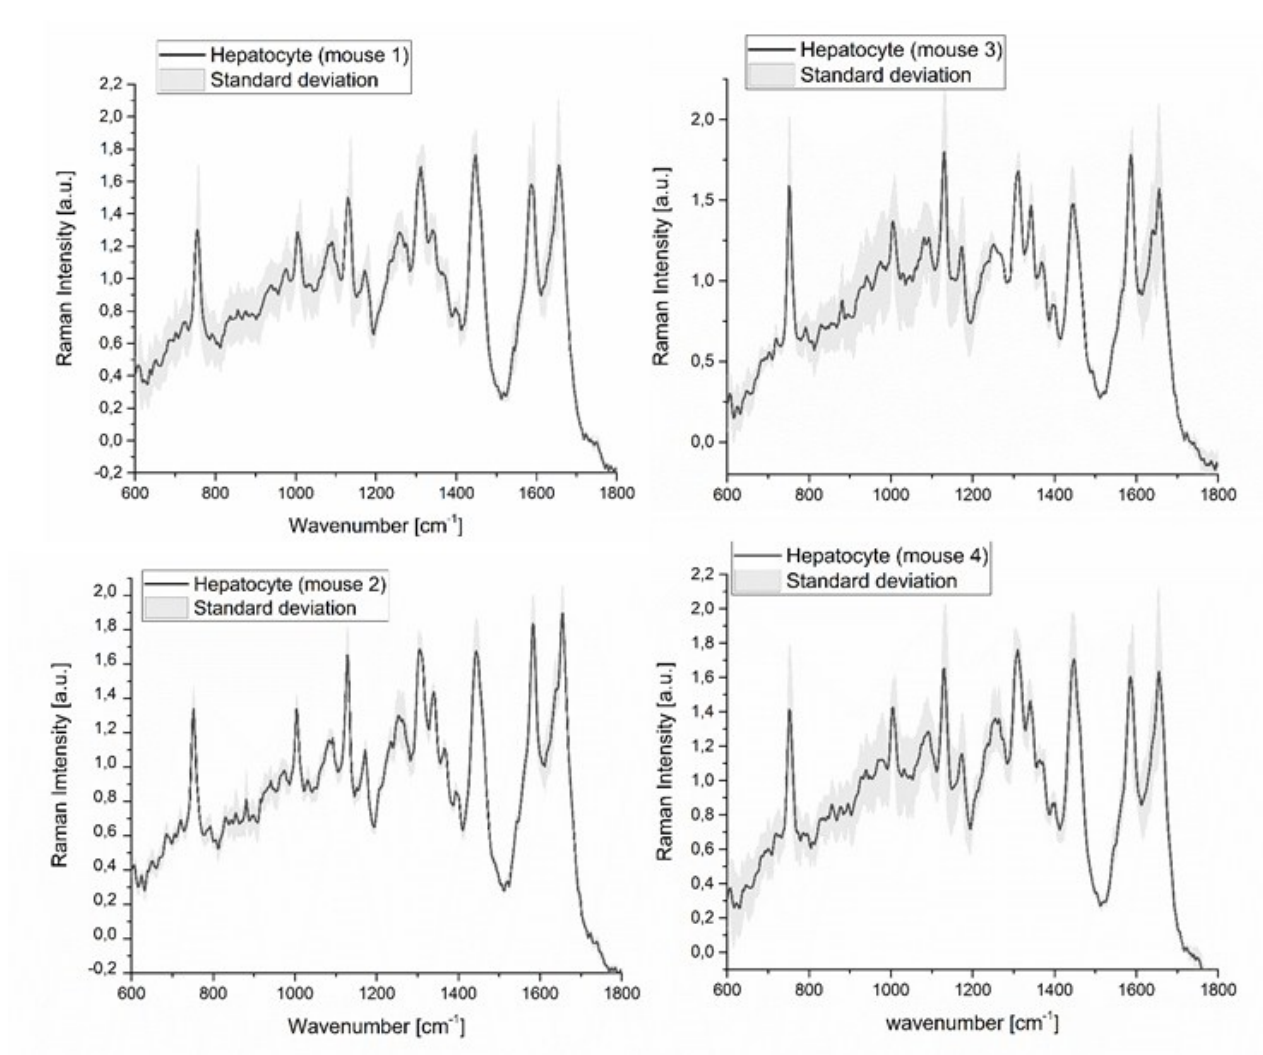 Hepatocyte (mouse 1)
Standard deviation
2,2
2,0
1,8
1,6
1,4
1,2
1,0
0,8
0,6
0,4
0,2
0,0
-0,2
Raman Intensity [a.u.]
600 800 1000 1200 1400 1600 1800
Wavenumber [cm-1]
Hepatocyte (mouse 3)
Standard deviation
2,0
1,5
1,0
0,5
0,0
Raman Intensity [a.u.]
600 800 1000 1200 1400 1600 1800
Hepatocyte (mouse 2)
Standard deviation
2,0
1,8
1,6
1,4
1,2
1,0
0,8
0,6
0,4
0,2
0,0
-0,2
Raman Imtensity [a.u.]
600 800 1000 1200 1400 1600 1800
Wavenumber [cm-1]
Hepatocyte (mouse 4)
Standard deviation
2,2
2,0
1,8
1,6
1,4
1,2
1,0
0,8
0,6
0,4
0,2
0,0
Raman Intensity [a.u.]
600 800 1000 1200 1400 1600 1800
wavenumber [cm-1]